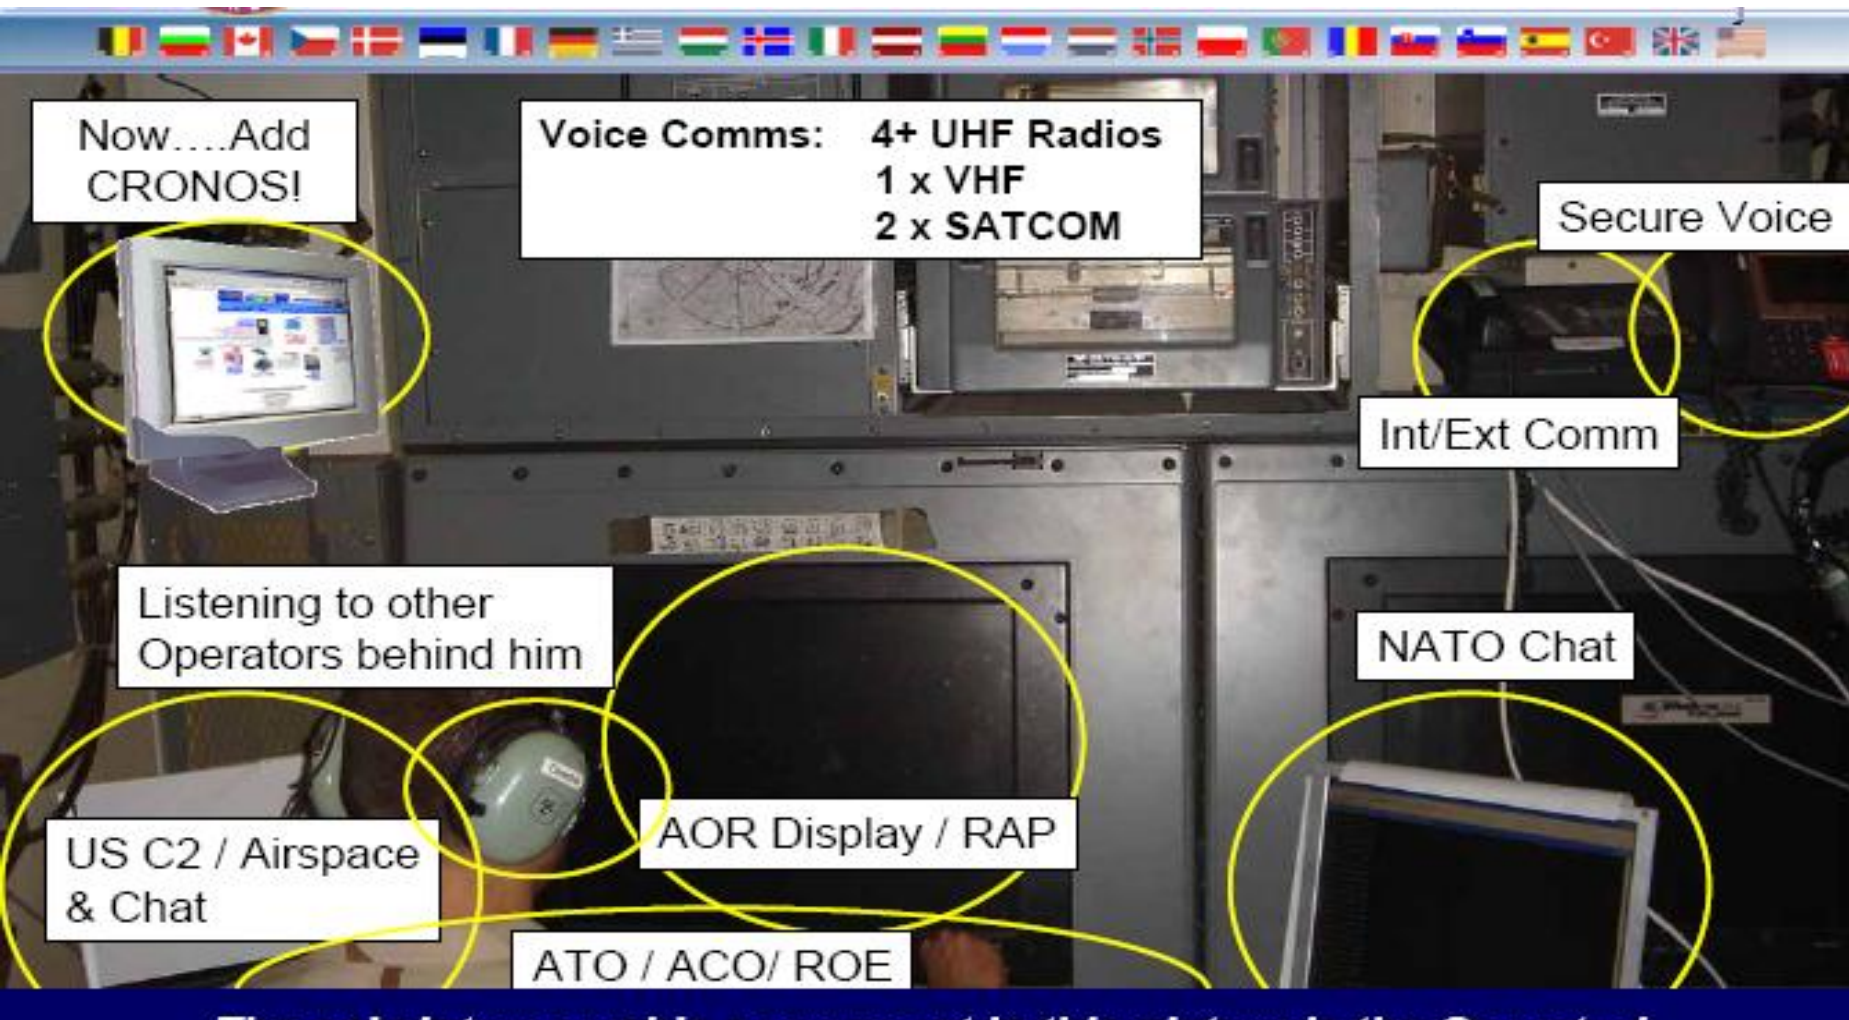 Now....Add
CRONOS!
Voice Comms: 4+ UHF Radios
1 x VHF
2 x SATCOM
Secure Voice
Int/Ext Comm
Listening to other
Operators behind him
NATO Chat
US C2 / Airspace
& Chat
AOR Display / RAP
ATO / ACO/ ROE